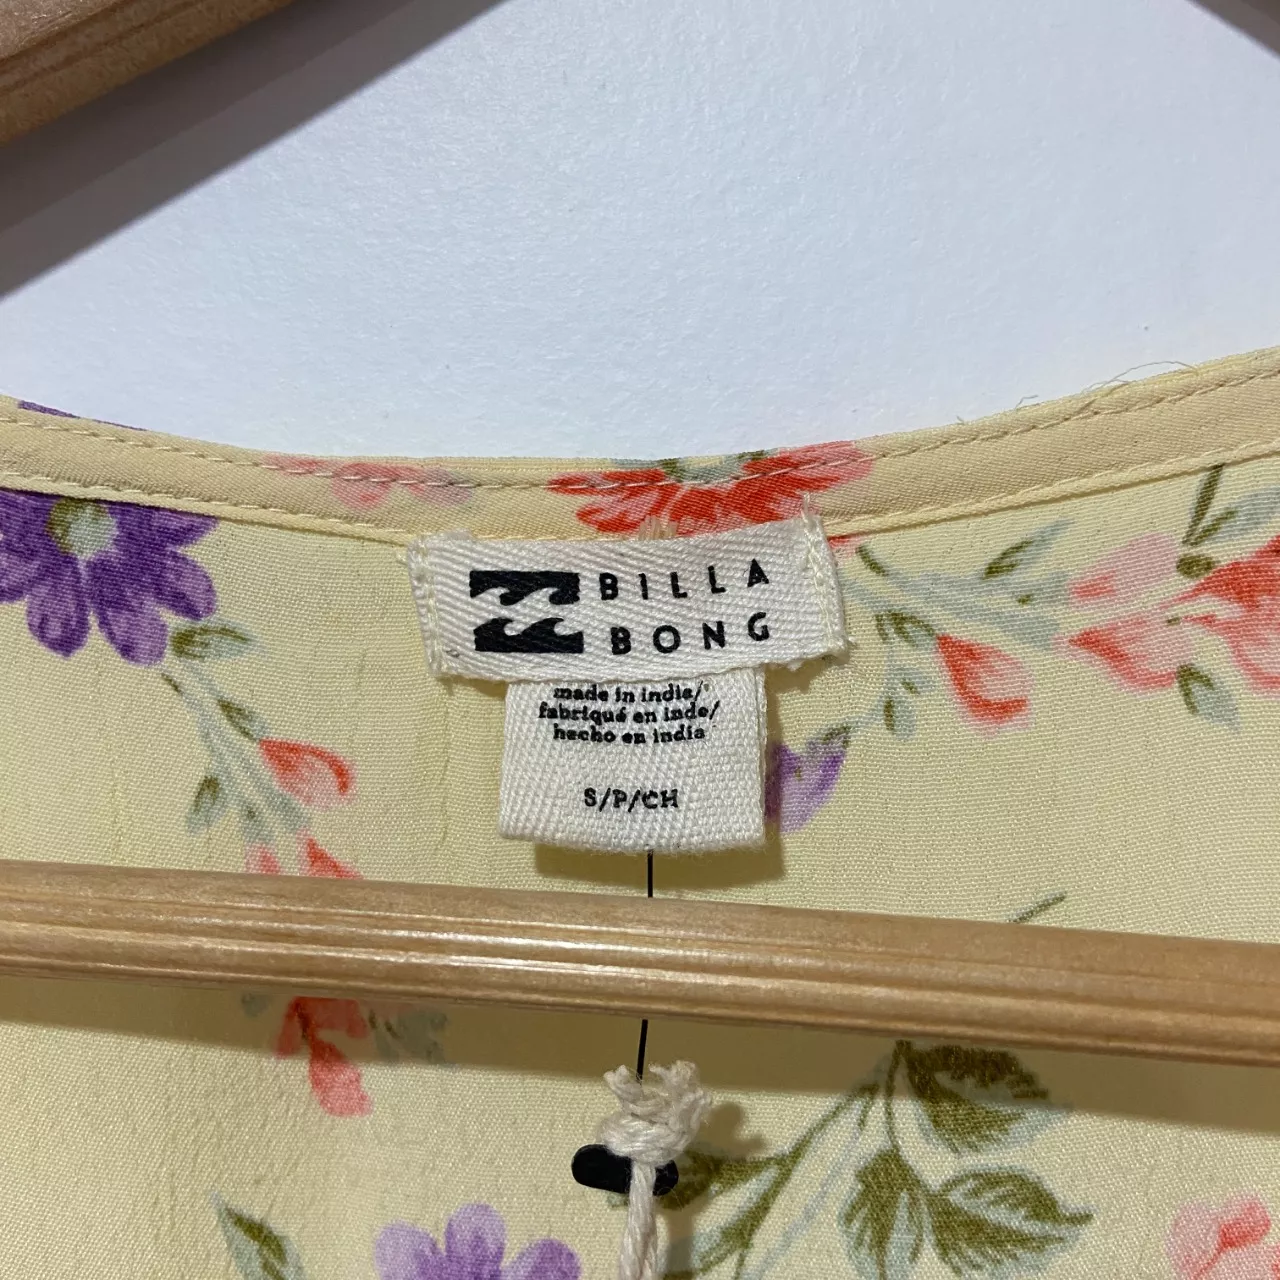 BILLA
BONG
made in india/
fabriqué en inde/
hecho en india
S/P/CH